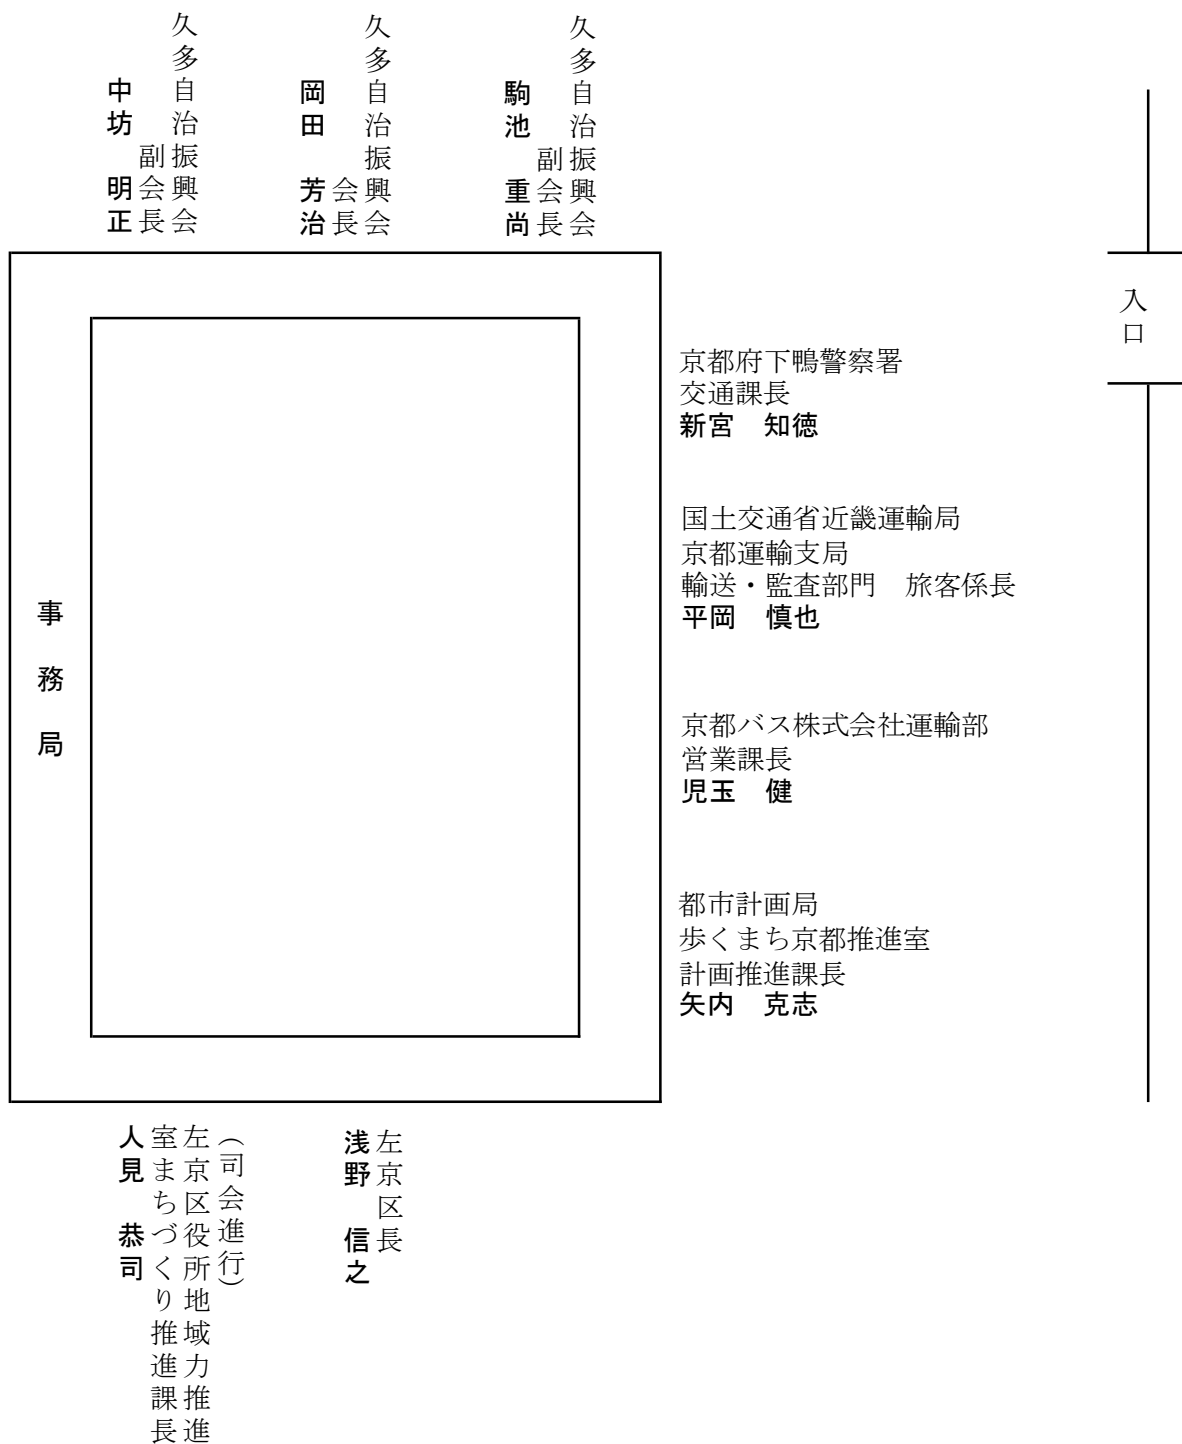 久多自治振興会
副会長
駒池　重尚
久多自治振興会
会長
岡田　芳治
久多自治振興会
副会長
中坊　明正
入口
京都府下鴨警察署
交通課長
新宮　知徳
国土交通省近畿運輸局
京都運輸支局
輸送・監査部門　旅客係長
平岡　慎也
京都バス株式会社運輸部
営業課長
児玉　健
都市計画局
歩くまち京都推進室
計画推進課長
矢内　克志
事務局
左京区長
浅野　信之
（司会進行）
左京区役所地域力推進
室まちづくり推進課長
人見　恭司